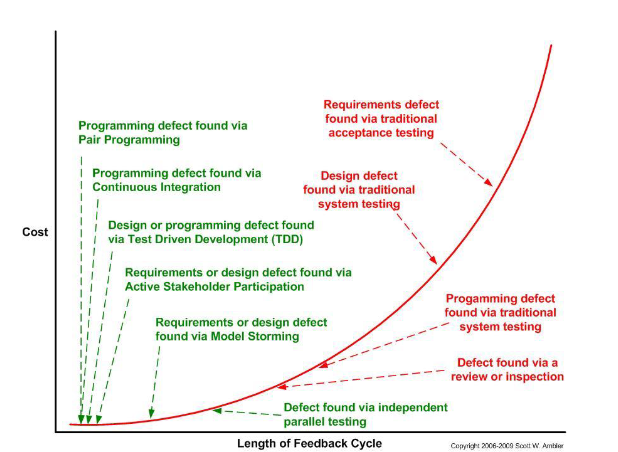 Requirements defect
found via traditional
acceptance testing
Programming defect found via
Pair Programming
Programming defect found via
Continuous Integration
Design defect
found via traditional
system testing
Design or programming defect found
via Test Driven Development (TDD)
Cost
Requirements or design defect found via
Active Stakeholder Participation
Progamming defect
found via traditional
system testing
Requirements or design defect
found via Model Storming
Defect found via a
review or inspection
Defect found via independent
parallel testing
Length of Feedback Cycle
Copyright 2006-2009 Scott W. Ambler